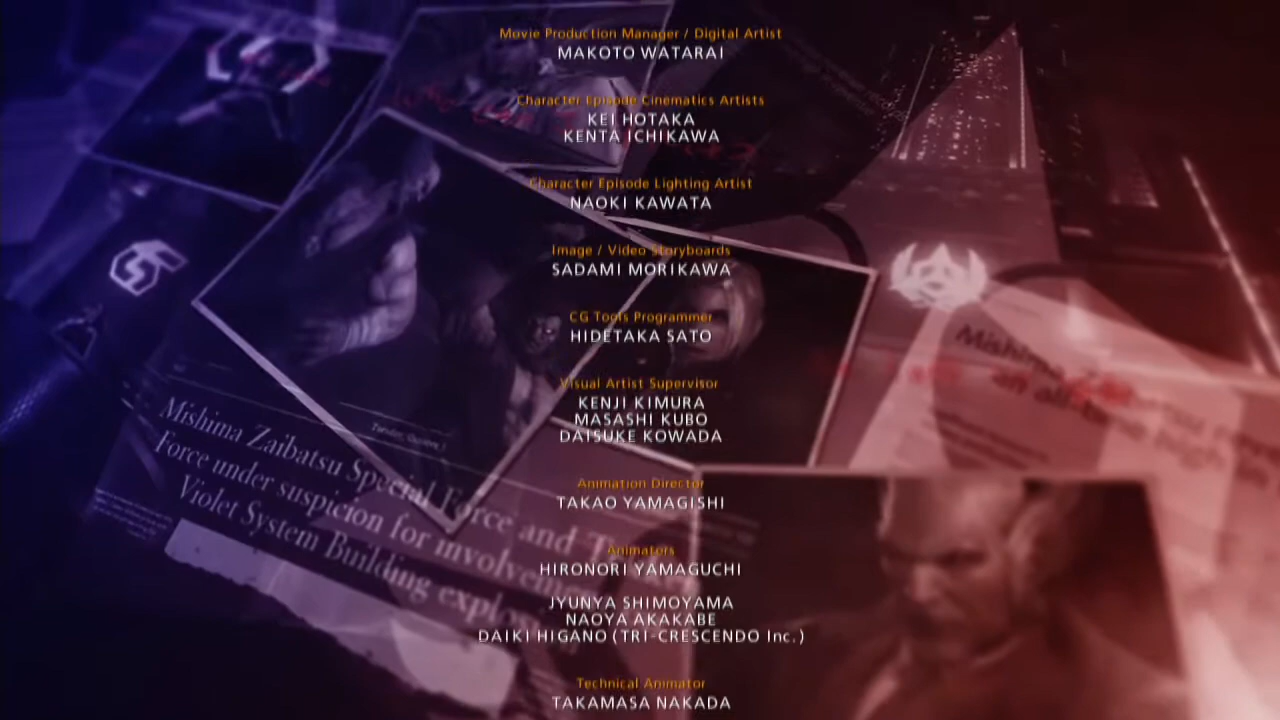 Movie Production Manager / Digital Artist
MAKOTO WATARAI
Character Episode Cinematics Artists
KEI HOTAKA
KENTA ICHIKAWA
Character Episode Lighting Artist
NAOKI KAWATA
Image / Video Storyboards
SADAMI MORIKAWA
CG Tools Programmer
HIDETAKA SATO
Visual Artist Supervisor
KENJI KIMURA
MASASHI KUBO
DAISUKE KOWADA
Animation Director
TAKAO YAMAGISHI
Animators
HIRONORI YAMAGUCHI
JYUNYA SHIMOYAMA
NAOYA AKAKABE
DAIKI HIGANO (TRI-CRESCENDO Inc.)
Technical Animator
TAKAMASA NAKADA
Mishima Zaibatsu Special Force and
Force under suspicion for
Violet System Building
Mishima